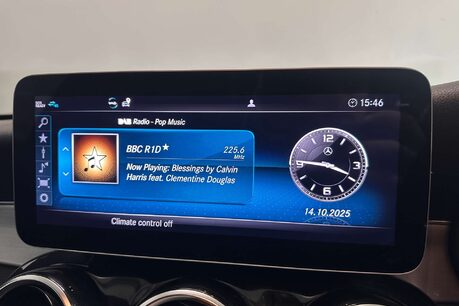 15:46
DAB Radio - Pop Music
BBC R1D★
225.6
MHz
Now Playing: Blessings by Calvin
Harris feat. Clementine Douglas
12
3
6
9
14.10.2025
Climate control off